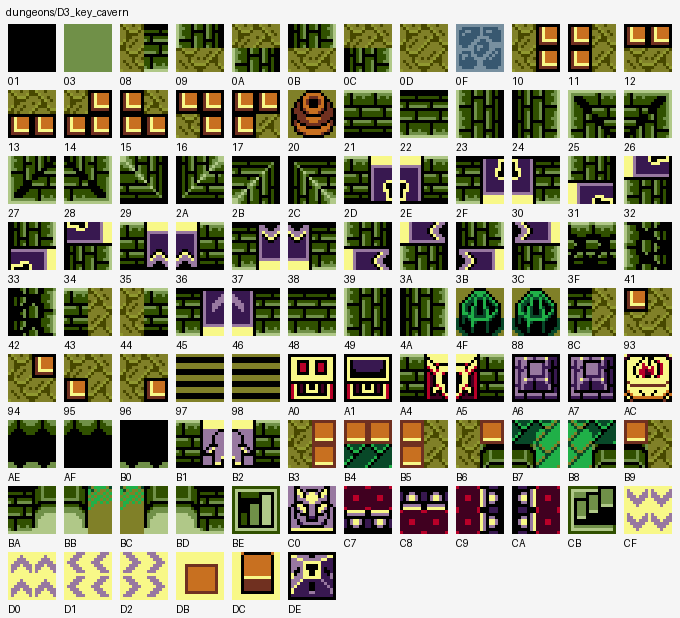 dungeons/D3_key_cavern
01 03 08 09 0A 0B 0C 0D 0F 10 11 12
13 14 15 16 17 20 21 22 23 24 25 26
27 28 29 2A 2B 2C 2D 2E 2F 30 31 32
33 34 35 36 37 38 39 3A 3B 3C 3F 41
42 43 44 45 46 48 49 4A 4F 88 8C 93
94 95 96 97 98 A0 A1 A4 A5 A6 A7 AC
AE AF B0 B1 B2 B3 B4 B5 B6 B7 B8 B9
BA BB BC BD BE C0 C7 C8 C9 CA CB CF
D0 D1 D2 DB DC DE